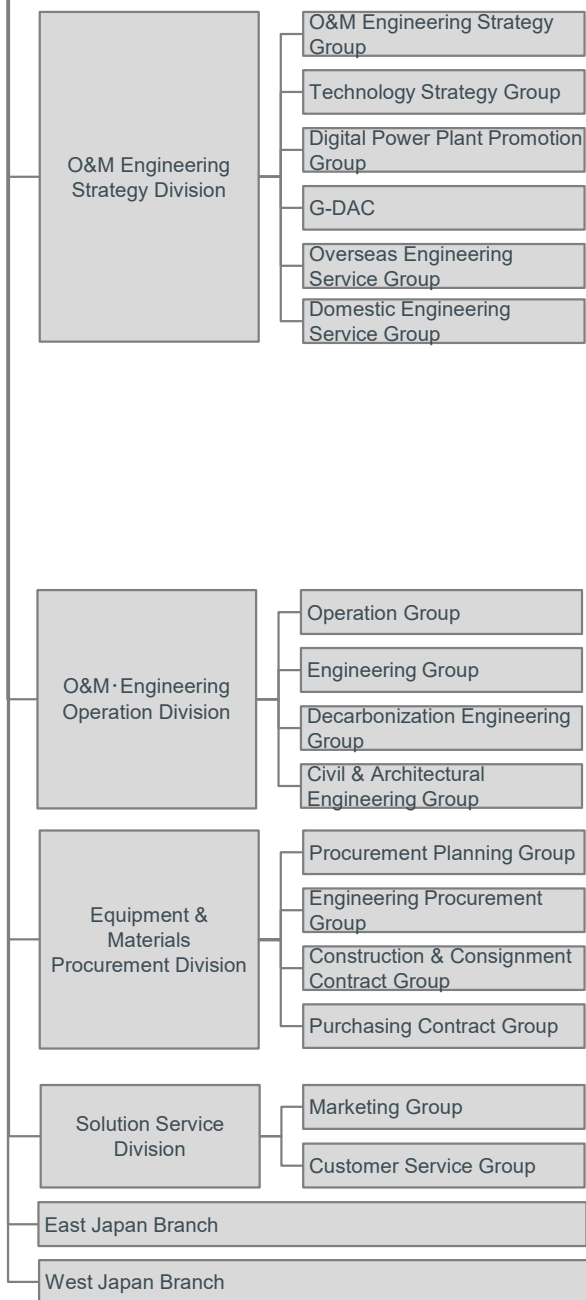 O&M Engineering
Strategy Division
O&M Engineering Strategy
Group
Technology Strategy Group
Digital Power Plant Promotion
Group
G-DAC
Overseas Engineering
Service Group
Domestic Engineering
Service Group
O&M･Engineering
Operation Division
Operation Group
Engineering Group
Decarbonization Engineering
Group
Civil & Architectural
Engineering Group
Equipment &
Materials
Procurement Division
Procurement Planning Group
Engineering Procurement
Group
Construction & Consignment
Contract Group
Purchasing Contract Group
Solution Service
Division
Marketing Group
Customer Service Group
East Japan Branch
West Japan Branch